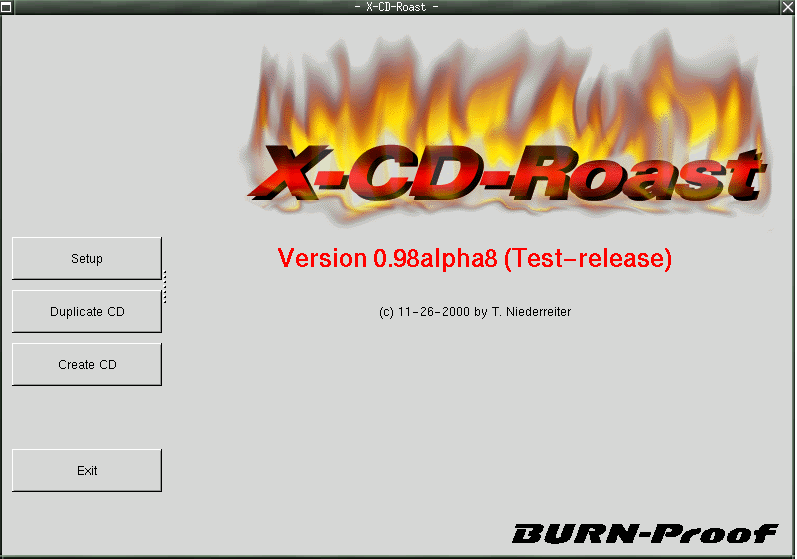 - X-CD-Roast -
X-CD-Roast
Version 0.98alpha8 (Test-release)
(c) 11-26-2000 by T. Niederreiter
Setup
Duplicate CD
Create CD
Exit
BURN-Proof